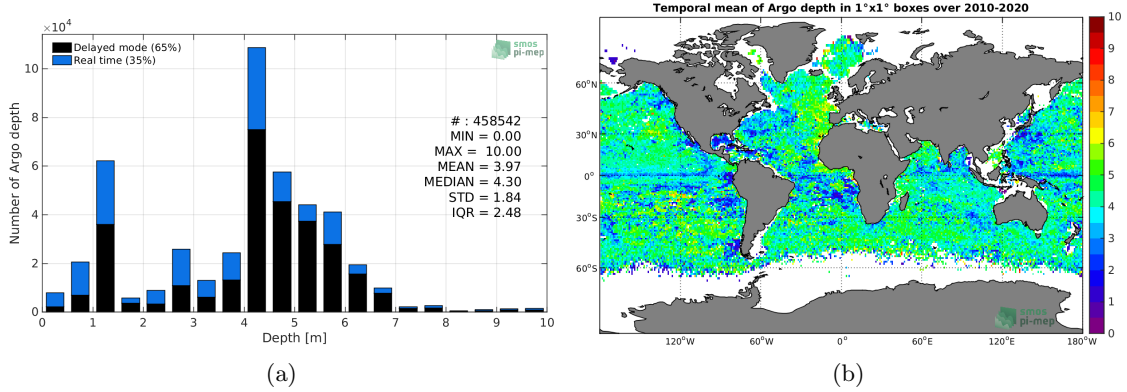 ×10⁴
Delayed mode (65%)
Real time (35%)
smos
pi-mep
10
8
6
4
2
0
Number of Argo depth
# : 458542
MIN = 0.00
MAX = 10.00
MEAN = 3.97
MEDIAN = 4.30
STD = 1.84
IQR = 2.48
0 1 2 3 4 5 6 7 8 9 10
Depth [m]
(a)
Temporal mean of Argo depth in 1°x1° boxes over 2010-2020
60°N
30°N
0°
30°S
60°S
120°W 60°W 0° 60°E 120°E 180°W
smos
pi-mep
10
9
8
7
6
5
4
3
2
1
0
(b)